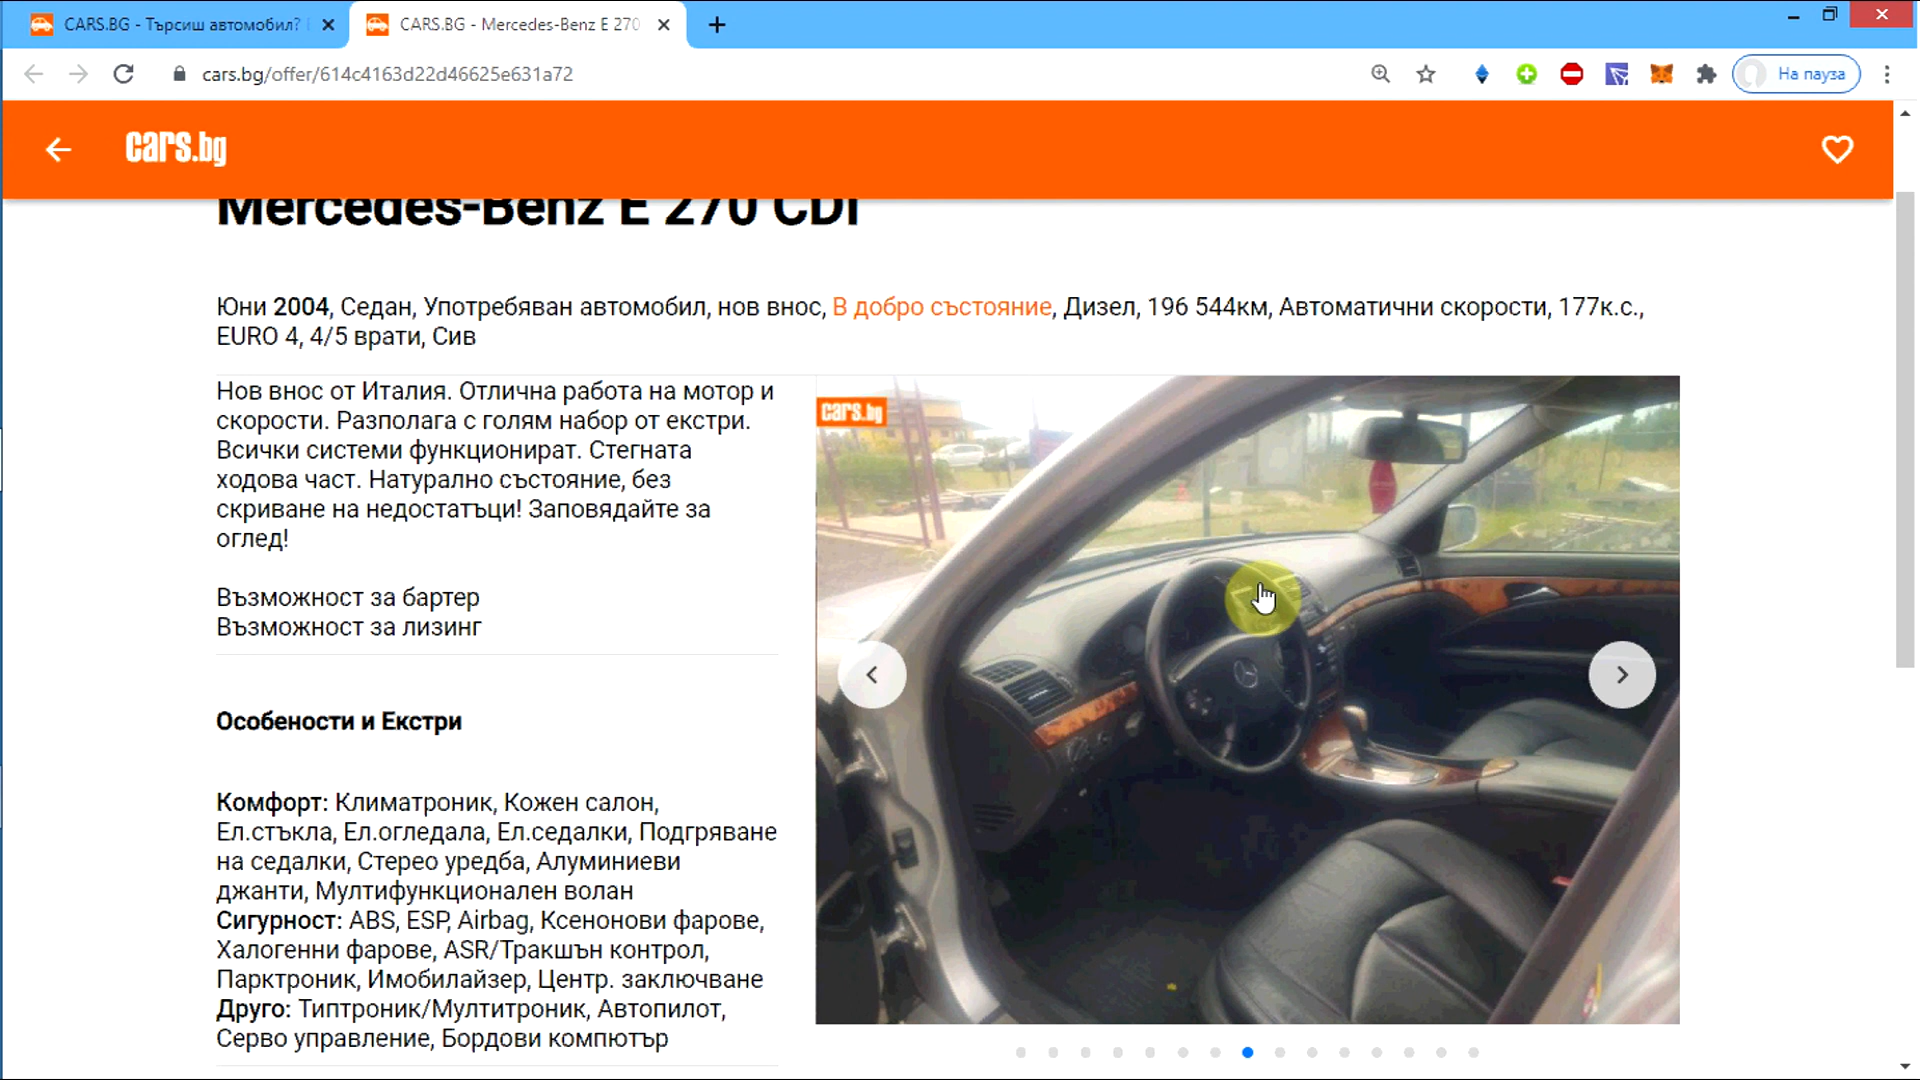 CARS.BG - Търсиш автомобил?
CARS.BG - Mercedes-Benz E 270
cars.bg/offer/614c4163d22d46625e631a72
На пауза
cars.bg
Mercedes-Benz E 270 CDI
Юни 2004, Седан, Употребяван автомобил, нов внос, В добро състояние, Дизел, 196 544км, Автоматични скорости, 177к.с.,
EURO 4, 4/5 врати, Сив
Нов внос от Италия. Отлична работа на мотор и
скорости. Разполага с голям набор от екстри.
Всички системи функционират. Стегната
ходова част. Натурално състояние, без
скриване на недостатъци! Заповядайте за
оглед!
Възможност за бартер
Възможност за лизинг
cars.bg
Особености и Екстри
Комфорт: Климатроник, Кожен салон,
Ел.стъкла, Ел.огледала, Ел.седалки, Подгряване
на седалки, Стерео уредба, Алуминиеви
джанти, Мултифункционален волан
Сигурност: ABS, ESP, Airbag, Ксенонови фарове,
Халогенни фарове, ASR/Тракшън контрол,
Парктроник, Имобилайзер, Центр. заключване
Друго: Типтроник/Мултитроник, Автопилот,
Серво управление, Бордови компютър